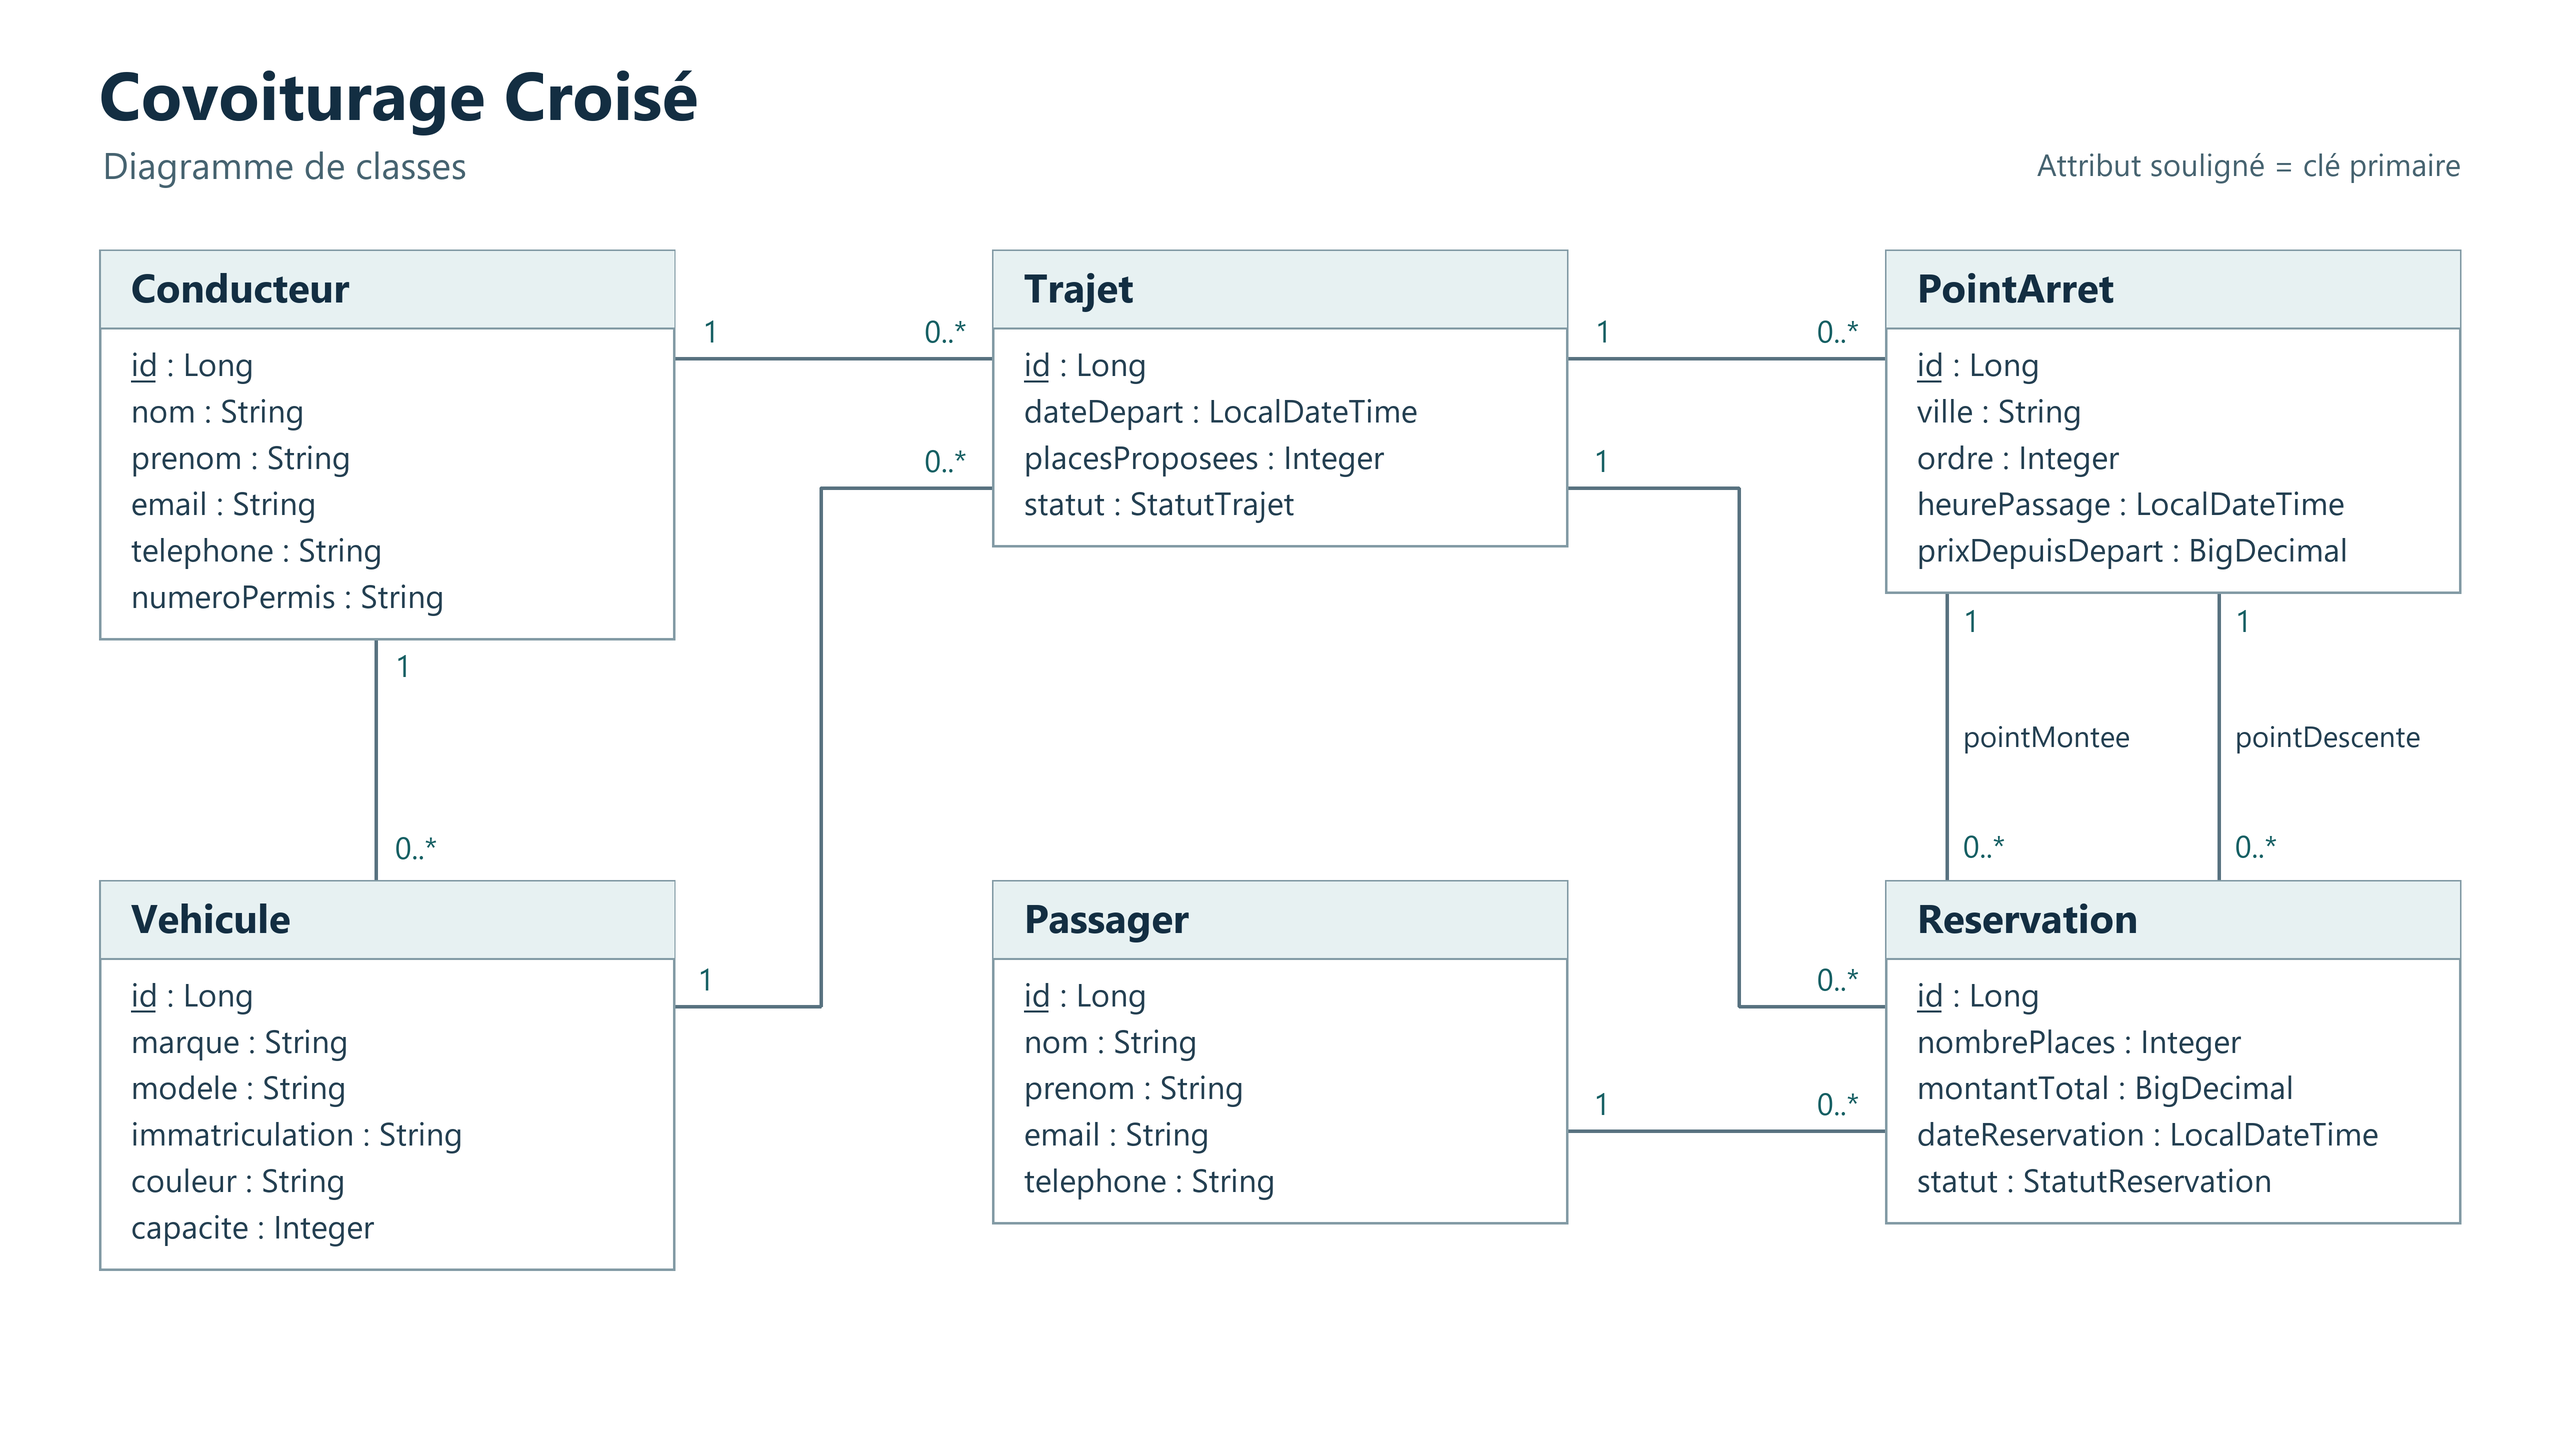 Covoiturage Croisé
Diagramme de classes
Attribut souligné = clé primaire
Conducteur
id : Long
nom : String
prenom : String
email : String
telephone : String
numeroPermis : String
1
0..*
Trajet
id : Long
dateDepart : LocalDateTime
placesProposees : Integer
statut : StatutTrajet
0..*
1
0..*
1
PointArret
id : Long
ville : String
ordre : Integer
heurePassage : LocalDateTime
prixDepuisDepart : BigDecimal
1
0..*
1
pointMontee
0..*
1
pointDescente
0..*
Vehicule
id : Long
marque : String
modele : String
immatriculation : String
couleur : String
capacite : Integer
1
Passager
id : Long
nom : String
prenom : String
email : String
telephone : String
1
0..*
0..*
Reservation
id : Long
nombrePlaces : Integer
montantTotal : BigDecimal
dateReservation : LocalDateTime
statut : StatutReservation